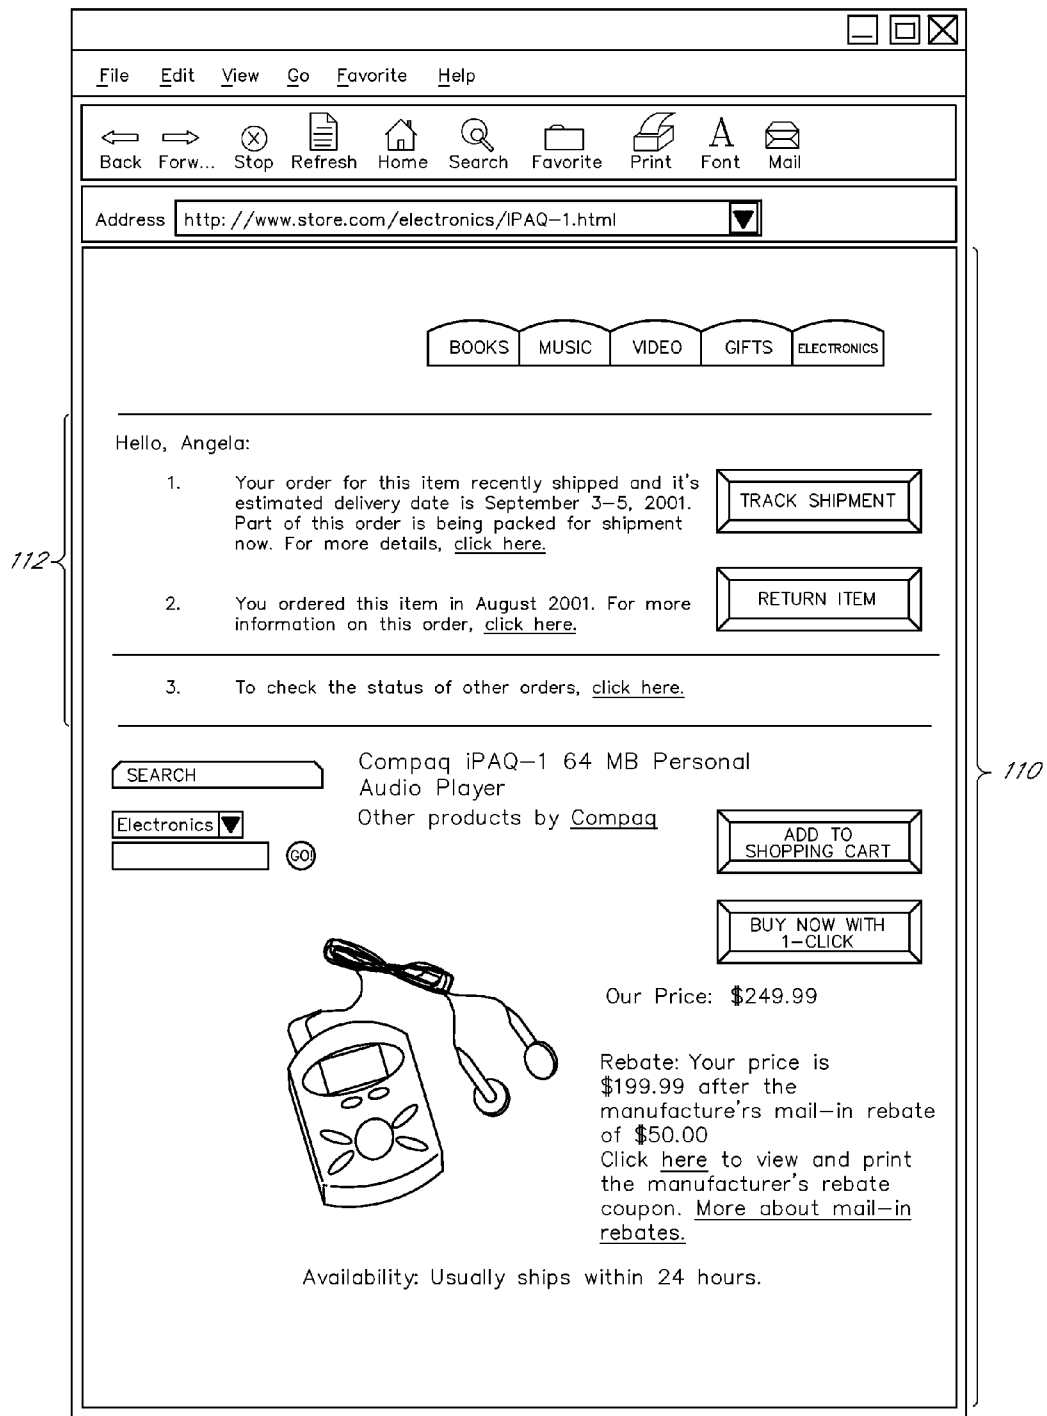 File Edit View Go Favorite Help
Back Forw... Stop Refresh Home Search Favorite Print Font Mail
Address http://www.store.com/electronics/IPAQ-1.html
BOOKS MUSIC VIDEO GIFTS ELECTRONICS
Hello, Angela:
1. Your order for this item recently shipped and it's
estimated delivery date is September 3-5, 2001.
Part of this order is being packed for shipment
now. For more details, click here.
TRACK SHIPMENT
112
2. You ordered this item in August 2001. For more
information on this order, click here.
RETURN ITEM
3. To check the status of other orders, click here.
SEARCH
Electronics
GO!
Compaq iPAQ-1 64 MB Personal
Audio Player
Other products by Compaq
110
ADD TO
SHOPPING CART
BUY NOW WITH
1-CLICK
Our Price: $249.99
Rebate: Your price is
$199.99 after the
manufacture'rs mail-in rebate
of $50.00
Click here to view and print
the manufacturer's rebate
coupon. More about mail-in
rebates.
Availability: Usually ships within 24 hours.